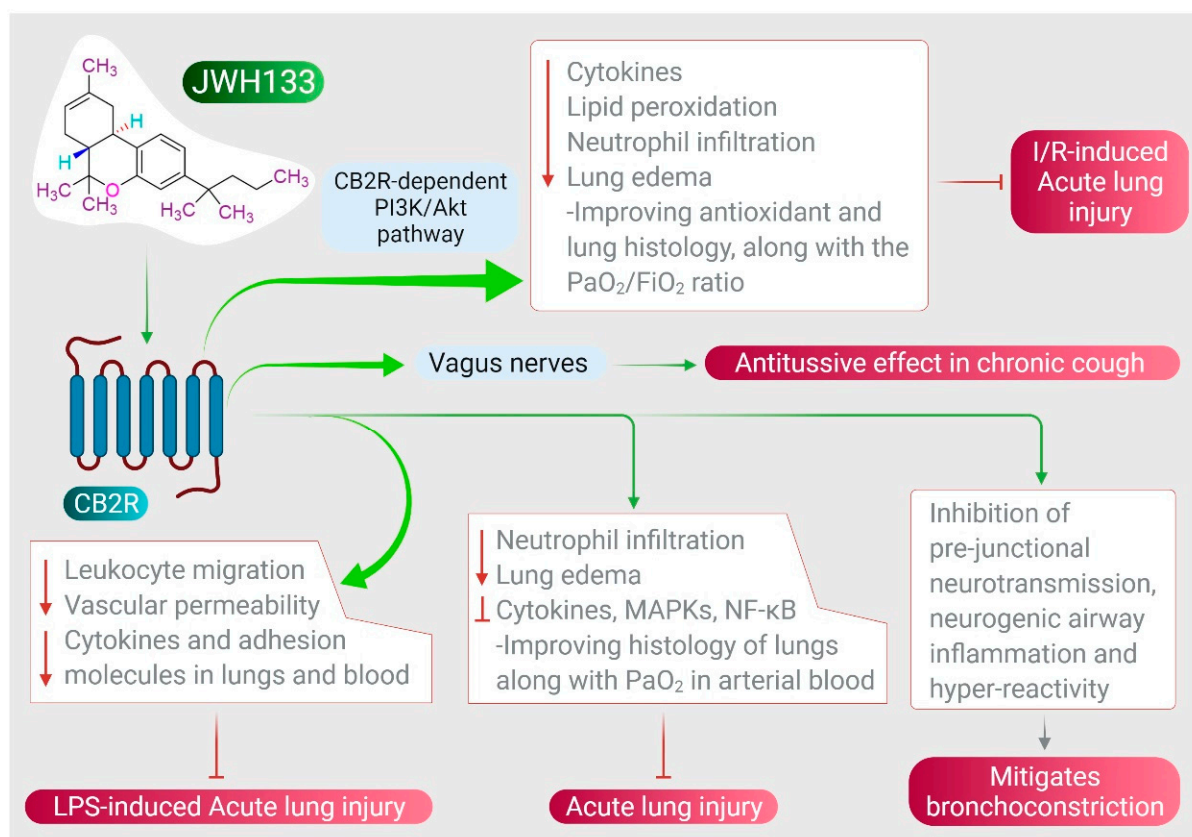 CH₃
JWH133
H
H
H₃C
O
CH₃
H₃C
CH₃
CH₃
CB2R-dependent
PI3K/Akt
pathway
Cytokines
Lipid peroxidation
Neutrophil infiltration
Lung edema
-Improving antioxidant and
lung histology, along with the
PaO₂/FiO₂ ratio
I/R-induced
Acute lung
injury
Vagus nerves
Antitussive effect in chronic cough
CB2R
Leukocyte migration
Vascular permeability
Cytokines and adhesion
molecules in lungs and blood
LPS-induced Acute lung injury
Neutrophil infiltration
Lung edema
Cytokines, MAPKs, NF-κB
-Improving histology of lungs
along with PaO₂ in arterial blood
Acute lung injury
Inhibition of
pre-junctional
neurotransmission,
neurogenic airway
inflammation and
hyper-reactivity
Mitigates
bronchoconstriction